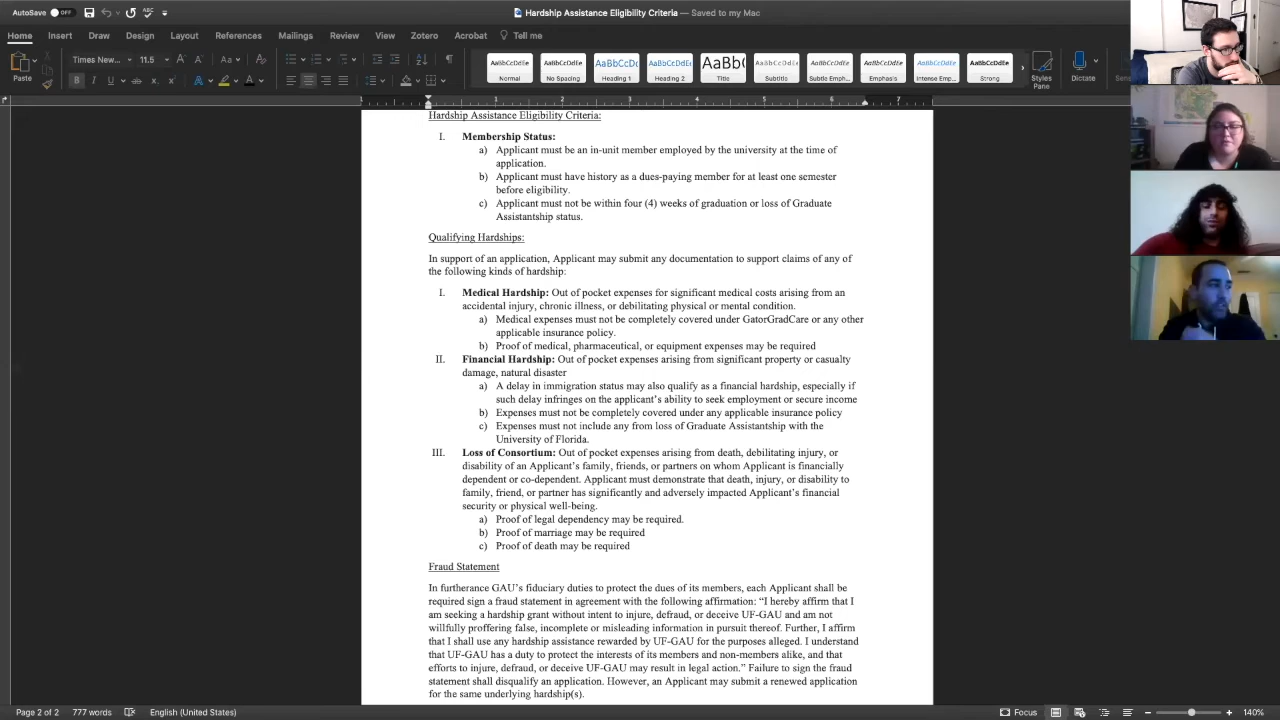 AutoSave OFF
Hardship Assistance Eligibility Criteria — Saved to my Mac
Home Insert Draw Design Layout References Mailings Review View Zotero Acrobat Tell me
Paste
Times New... 11.5
AaBbCcDdEe AaBbCcDdEe AaBbCcDc AaBbCcDdEe AaBbC AaBbCcDdEe AaBbCcDdEe AaBbCcDdEe AaBbCcDdEe AaBbCcDdEe
Normal No Spacing Heading 1 Heading 2 Title Subtitle Subtle Emph... Emphasis Intense Emp... Strong
Styles Pane
Dictate
1 2 3 4 5 6 7
Hardship Assistance Eligibility Criteria:
I. Membership Status:
a) Applicant must be an in-unit member employed by the university at the time of
application.
b) Applicant must have history as a dues-paying member for at least one semester
before eligibility.
c) Applicant must not be within four (4) weeks of graduation or loss of Graduate
Assistantship status.
Qualifying Hardships:
In support of an application, Applicant may submit any documentation to support claims of any of
the following kinds of hardship:
I. Medical Hardship: Out of pocket expenses for significant medical costs arising from an
accidental injury, chronic illness, or debilitating physical or mental condition.
a) Medical expenses must not be completely covered under GatorGradCare or any other
applicable insurance policy.
b) Proof of medical, pharmaceutical, or equipment expenses may be required
II. Financial Hardship: Out of pocket expenses arising from significant property or casualty
damage, natural disaster
a) A delay in immigration status may also qualify as a financial hardship, especially if
such delay infringes on the applicant's ability to seek employment or secure income
b) Expenses must not be completely covered under any applicable insurance policy
c) Expenses must not include any from loss of Graduate Assistantship with the
University of Florida.
III. Loss of Consortium: Out of pocket expenses arising from death, debilitating injury, or
disability of an Applicant's family, friends, or partners on whom Applicant is financially
dependent or co-dependent. Applicant must demonstrate that death, injury, or disability to
family, friend, or partner has significantly and adversely impacted Applicant's financial
security or physical well-being.
a) Proof of legal dependency may be required.
b) Proof of marriage may be required
c) Proof of death may be required
Fraud Statement
In furtherance GAU's fiduciary duties to protect the dues of its members, each Applicant shall be
required sign a fraud statement in agreement with the following affirmation: “I hereby affirm that I
am seeking a hardship grant without intent to injure, defraud, or deceive UF-GAU and am not
willfully proffering false, incomplete or misleading information in pursuit thereof. Further, I affirm
that I shall use any hardship assistance rewarded by UF-GAU for the purposes alleged. I understand
that UF-GAU has a duty to protect the interests of its members and non-members alike, and that
efforts to injure, defraud, or deceive UF-GAU may result in legal action.” Failure to sign the fraud
statement shall disqualify an application. However, an Applicant may submit a renewed application
for the same underlying hardship(s).
Page 2 of 2 777 words English (United States) Focus 140%